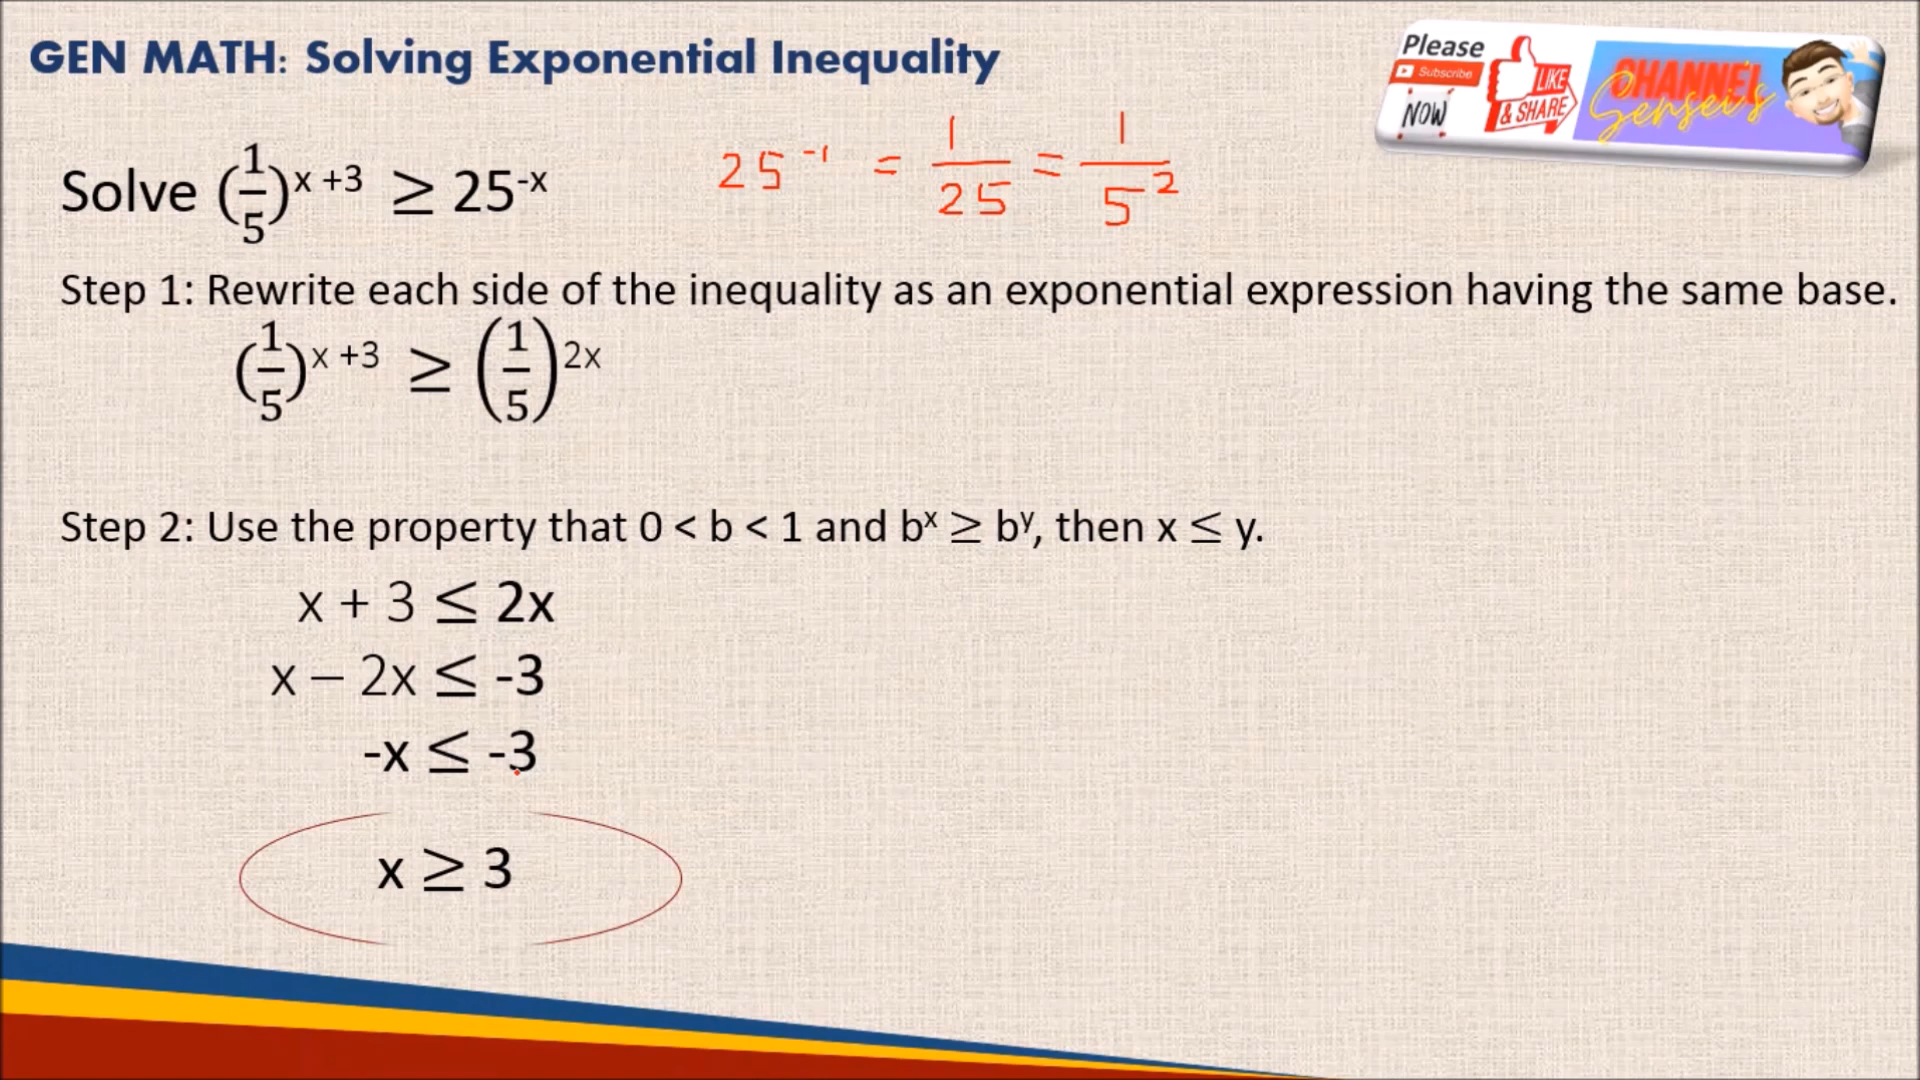 GEN MATH: Solving Exponential Inequality
Please
Subscribe
NOW
LIKE
& SHARE
CHANNEL
Sensei's
Solve (1/5)^(x +3) ≥ 25^(-x)
25^(-1) = 1/25 = 1/5^2
Step 1: Rewrite each side of the inequality as an exponential expression having the same base.
(1/5)^(x +3) ≥ (1/5)^(2x)
Step 2: Use the property that 0 < b < 1 and b^x ≥ b^y, then x ≤ y.
x + 3 ≤ 2x
x – 2x ≤ -3
-x ≤ -3
x ≥ 3